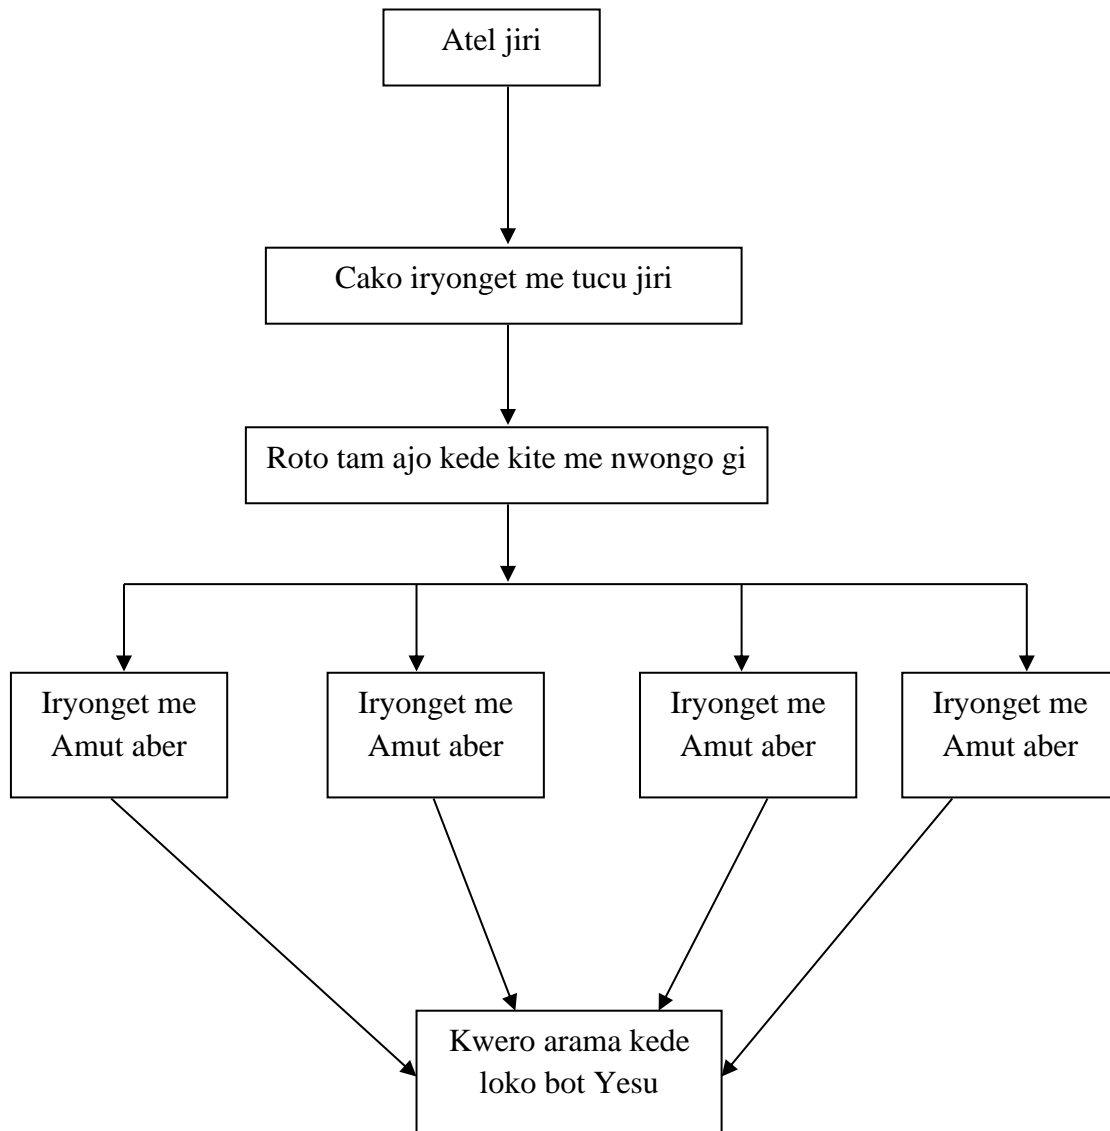 Atel jiri
Cako iryonget me tucu jiri
Roto tam ajo kede kite me nwongo gi
Iryonget me
Amut aber
Iryonget me
Amut aber
Iryonget me
Amut aber
Iryonget me
Amut aber
Kwero arama kede
loko bot Yesu